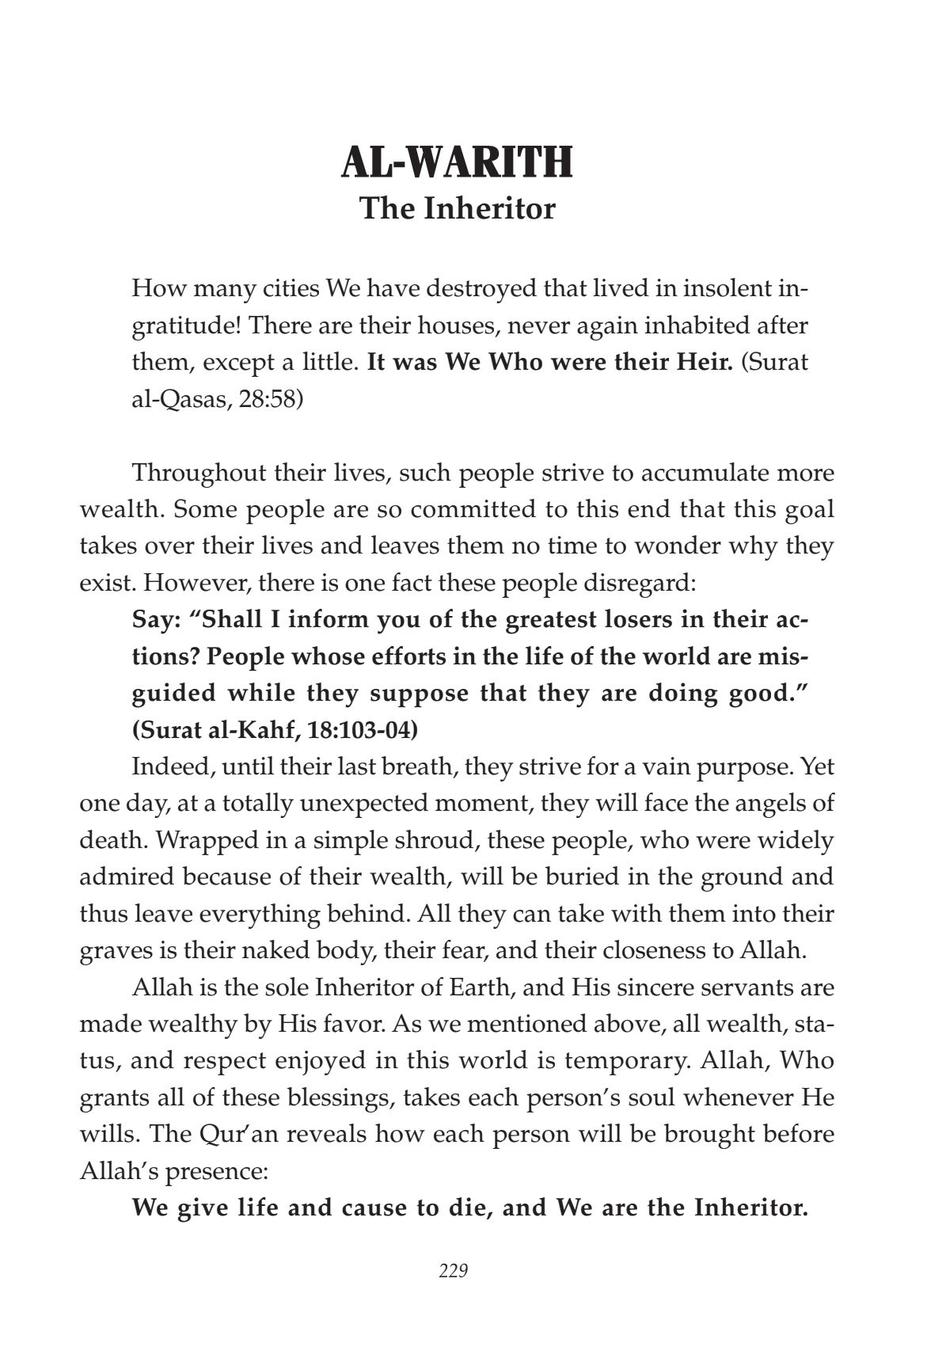 AL-WARITH
The Inheritor
How many cities We have destroyed that lived in insolent in-
gratitude! There are their houses, never again inhabited after
them, except a little. It was We Who were their Heir. (Surat
al-Qasas, 28:58)
Throughout their lives, such people strive to accumulate more
wealth. Some people are so committed to this end that this goal
takes over their lives and leaves them no time to wonder why they
exist. However, there is one fact these people disregard:
Say: “Shall I inform you of the greatest losers in their ac-
tions? People whose efforts in the life of the world are mis-
guided while they suppose that they are doing good.”
(Surat al-Kahf, 18:103-04)
Indeed, until their last breath, they strive for a vain purpose. Yet
one day, at a totally unexpected moment, they will face the angels of
death. Wrapped in a simple shroud, these people, who were widely
admired because of their wealth, will be buried in the ground and
thus leave everything behind. All they can take with them into their
graves is their naked body, their fear, and their closeness to Allah.
Allah is the sole Inheritor of Earth, and His sincere servants are
made wealthy by His favor. As we mentioned above, all wealth, sta-
tus, and respect enjoyed in this world is temporary. Allah, Who
grants all of these blessings, takes each person’s soul whenever He
wills. The Qur’an reveals how each person will be brought before
Allah’s presence:
We give life and cause to die, and We are the Inheritor.
229